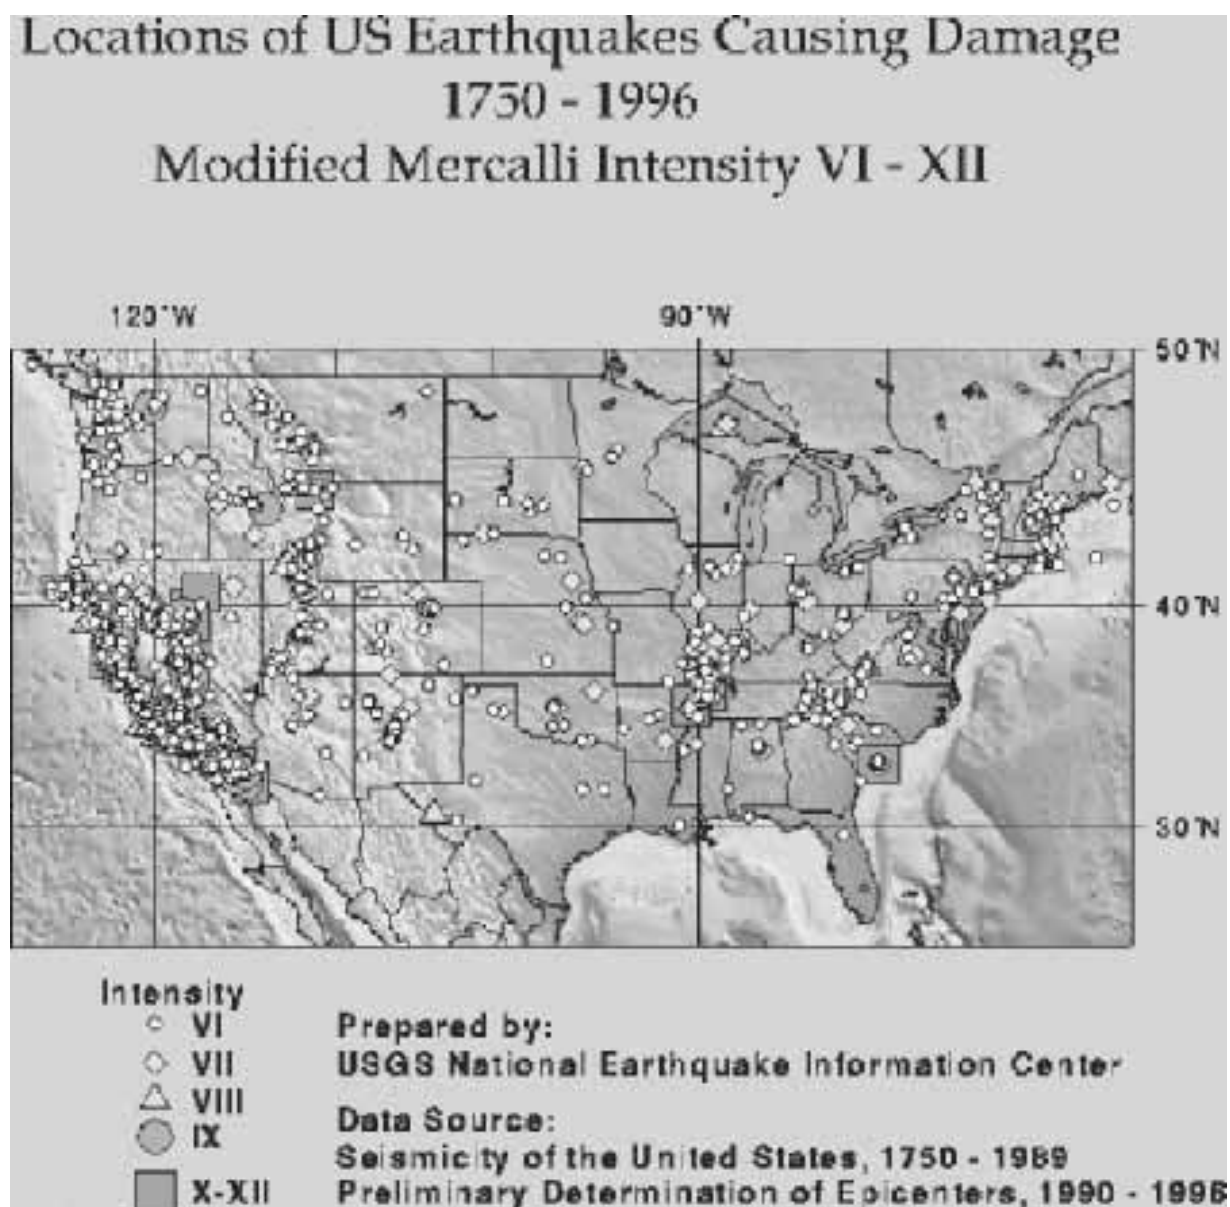 Locations of US Earthquakes Causing Damage
1750 - 1996
Modified Mercalli Intensity VI - XII
120°W 90°W
50°N
40°N
30°N
Intensity
VI
VII
VIII
IX
X-XII
Prepared by:
USGS National Earthquake Information Center
Data Source:
Seismicity of the United States, 1750 - 1989
Preliminary Determination of Epicenters, 1990 - 1996